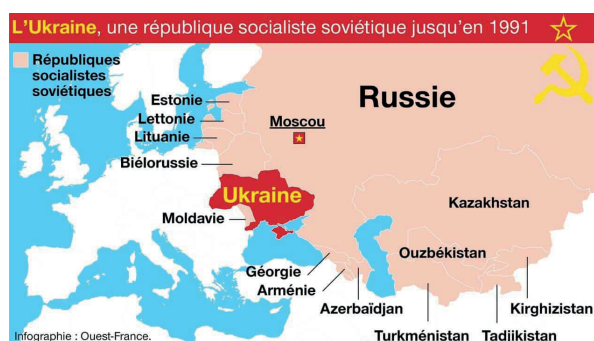 L'Ukraine, une république socialiste soviétique jusqu'en 1991
Républiques
socialistes
soviétiques
Estonie
Lettonie
Lituanie
Biélorussie
Moldavie
Moscou
Russie
Ukraine
Kazakhstan
Ouzbékistan
Géorgie
Arménie
Azerbaïdjan
Kirghizistan
Turkménistan
Tadjikistan
Infographie : Ouest-France.